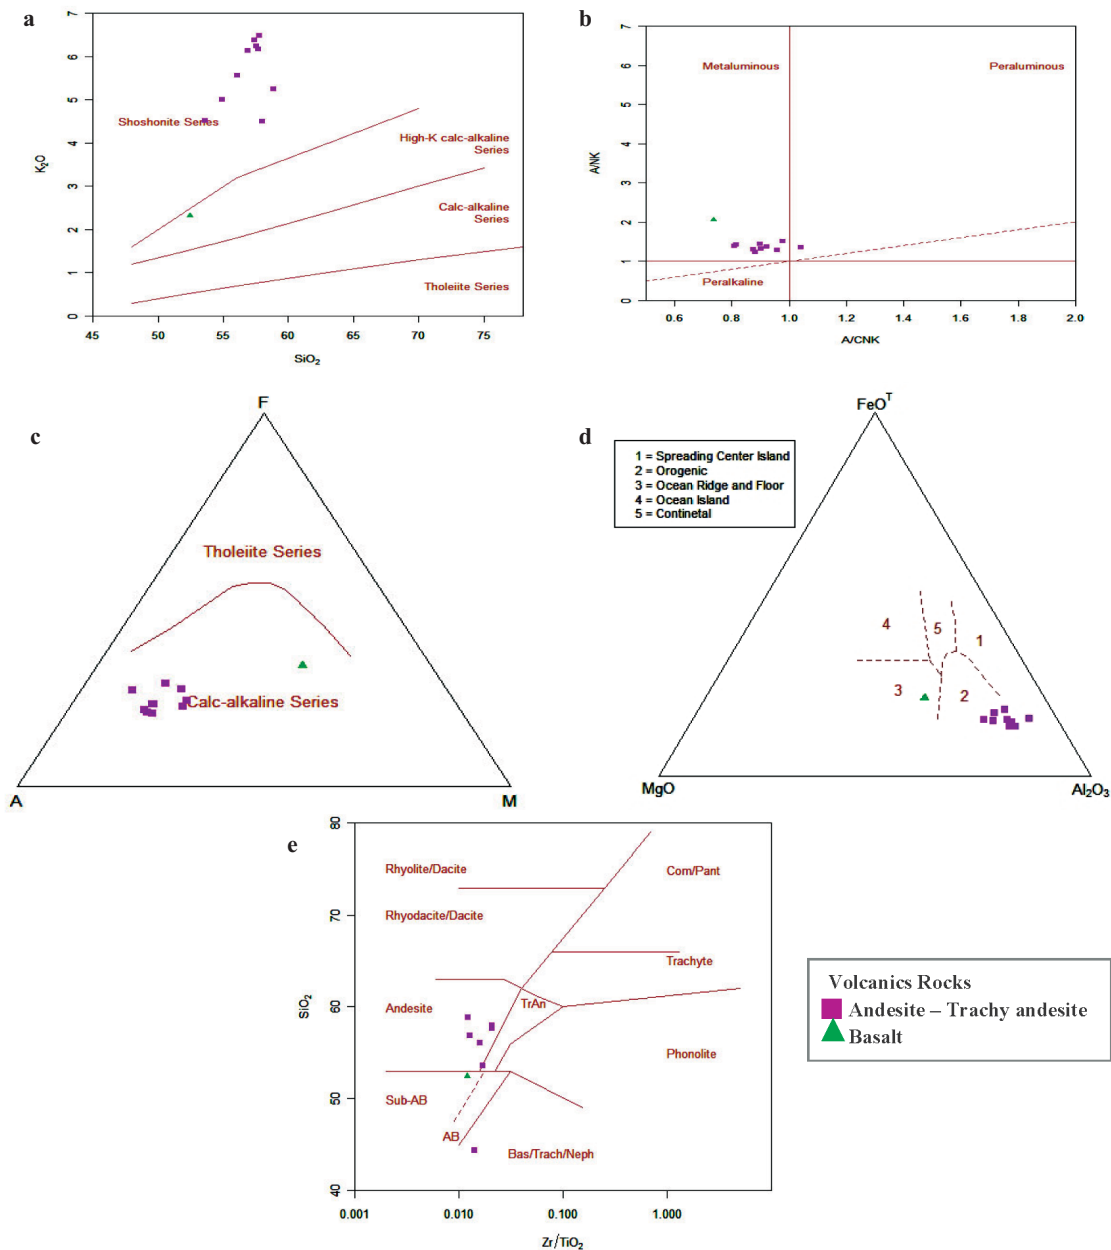 a
7
6
5
4
3
2
1
0
K₂O
Shoshonite Series
High-K calc-alkaline
Series
Calc-alkaline
Series
Tholeiite Series
45
50
55
60
65
70
75
SiO₂
b
7
6
5
4
3
2
1
0
A/NK
Metaluminous
Peraluminous
Peralkaline
0.6
0.8
1.0
1.2
1.4
1.6
1.8
2.0
A/CNK
c
F
Tholeiite Series
Calc-alkaline Series
A
M
d
FeOᵀ
1 = Spreading Center Island
2 = Orogenic
3 = Ocean Ridge and Floor
4 = Ocean Island
5 = Continetal
4
5
1
3
2
MgO
Al₂O₃
e
80
70
60
50
40
SiO₂
Rhyolite/Dacite
Com/Pant
Rhyodacite/Dacite
Trachyte
TrAn
Andesite
Phonolite
Sub-AB
AB
Bas/Trach/Neph
0.001
0.010
0.100
1.000
Zr/TiO₂
Volcanics Rocks
Andesite – Trachy andesite
Basalt